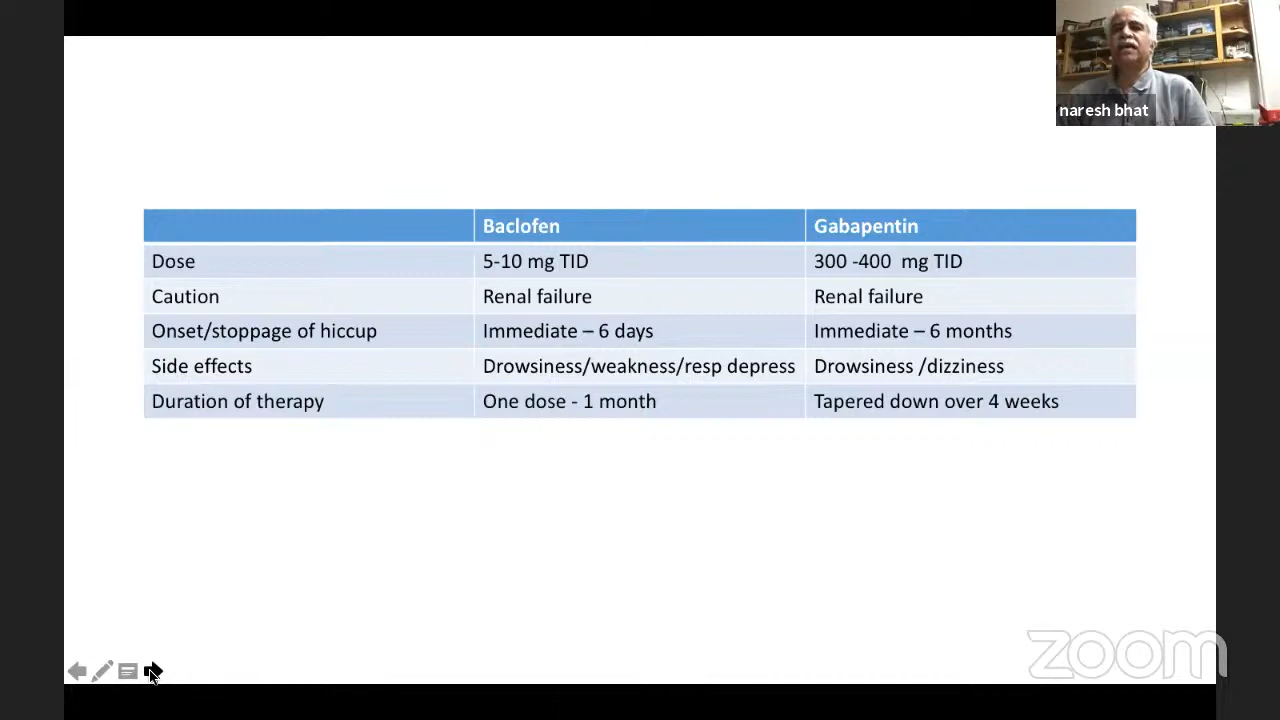 naresh bhat
Baclofen Gabapentin
Dose 5-10 mg TID 300 -400  mg TID
Caution Renal failure Renal failure
Onset/stoppage of hiccup Immediate – 6 days Immediate – 6 months
Side effects Drowsiness/weakness/resp depress Drowsiness /dizziness
Duration of therapy One dose - 1 month Tapered down over 4 weeks
zoom